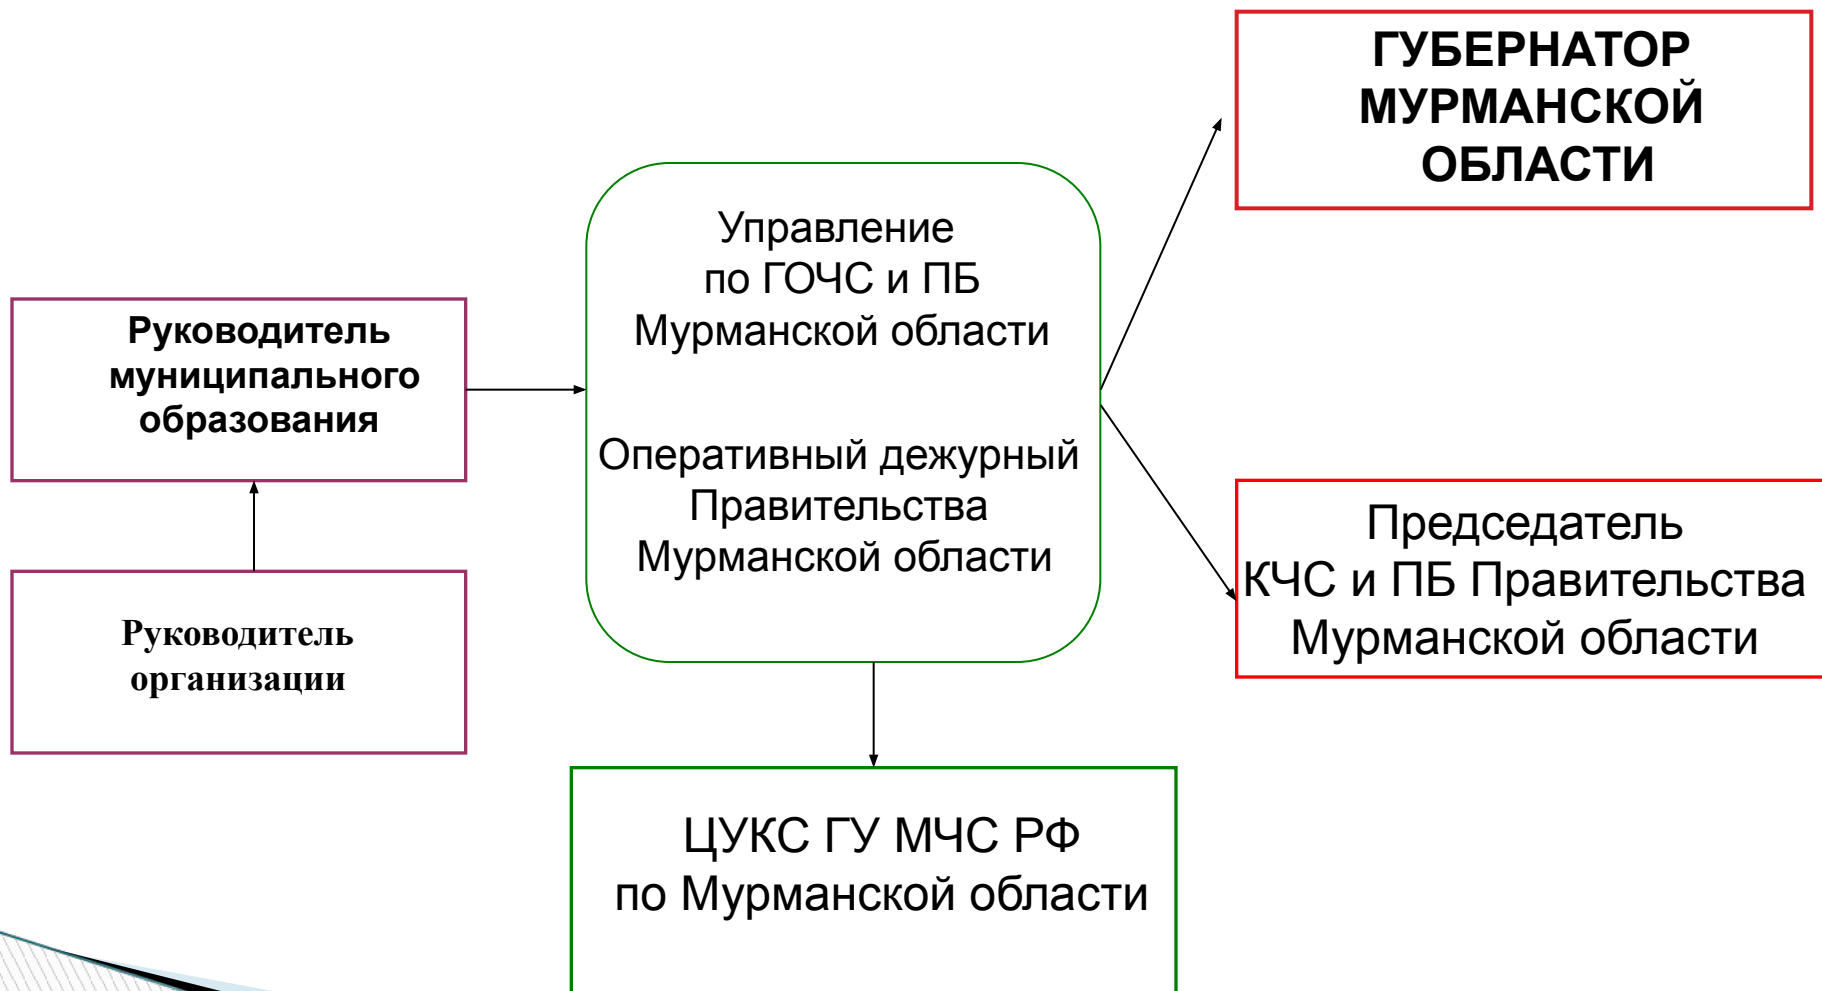 ГУБЕРНАТОР
МУРМАНСКОЙ
ОБЛАСТИ
Управление
по ГОЧС и ПБ
Мурманской области
Оперативный дежурный
Правительства
Мурманской области
Руководитель
муниципального
образования
Руководитель
организации
Председатель
КЧС и ПБ Правительства
Мурманской области
ЦУКС ГУ МЧС РФ
по Мурманской области